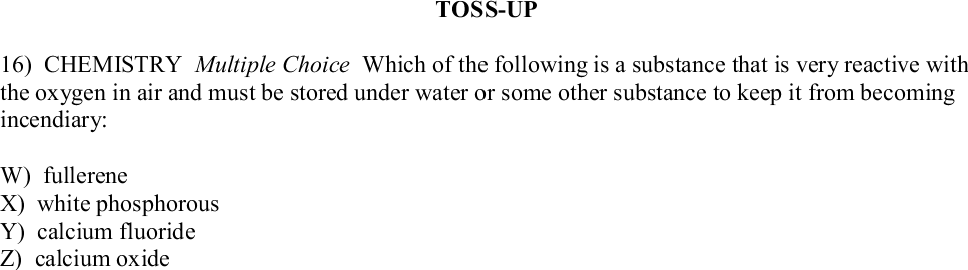 TOSS-UP
16) CHEMISTRY Multiple Choice Which of the following is a substance that is very reactive with
the oxygen in air and must be stored under water or some other substance to keep it from becoming
incendiary:
W) fullerene
X) white phosphorous
Y) calcium fluoride
Z) calcium oxide